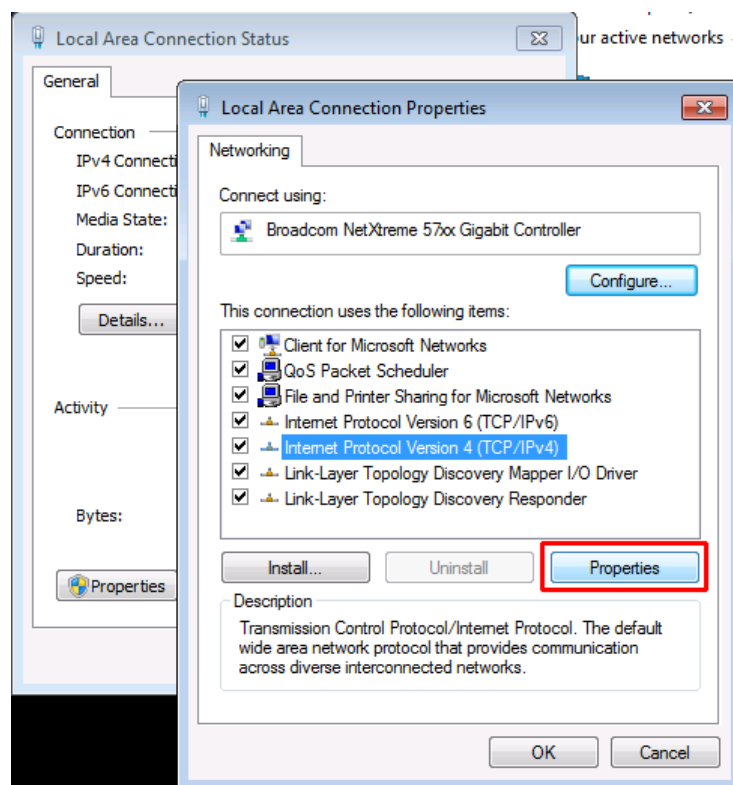 Local Area Connection Status
ur active networks
General
Connection
IPv4 Connecti
IPv6 Connecti
Media State:
Duration:
Speed:
Details...
Activity
Bytes:
Properties
Local Area Connection Properties
Networking
Connect using:
Broadcom NetXtreme 57xx Gigabit Controller
Configure...
This connection uses the following items:
Client for Microsoft Networks
QoS Packet Scheduler
File and Printer Sharing for Microsoft Networks
Internet Protocol Version 6 (TCP/IPv6)
Internet Protocol Version 4 (TCP/IPv4)
Link-Layer Topology Discovery Mapper I/O Driver
Link-Layer Topology Discovery Responder
Install...
Uninstall
Properties
Description
Transmission Control Protocol/Internet Protocol. The default
wide area network protocol that provides communication
across diverse interconnected networks.
OK
Cancel